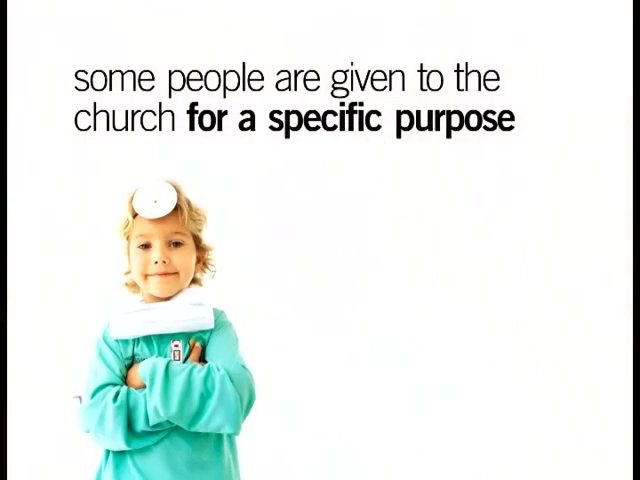 some people are given to the
church for a specific purpose